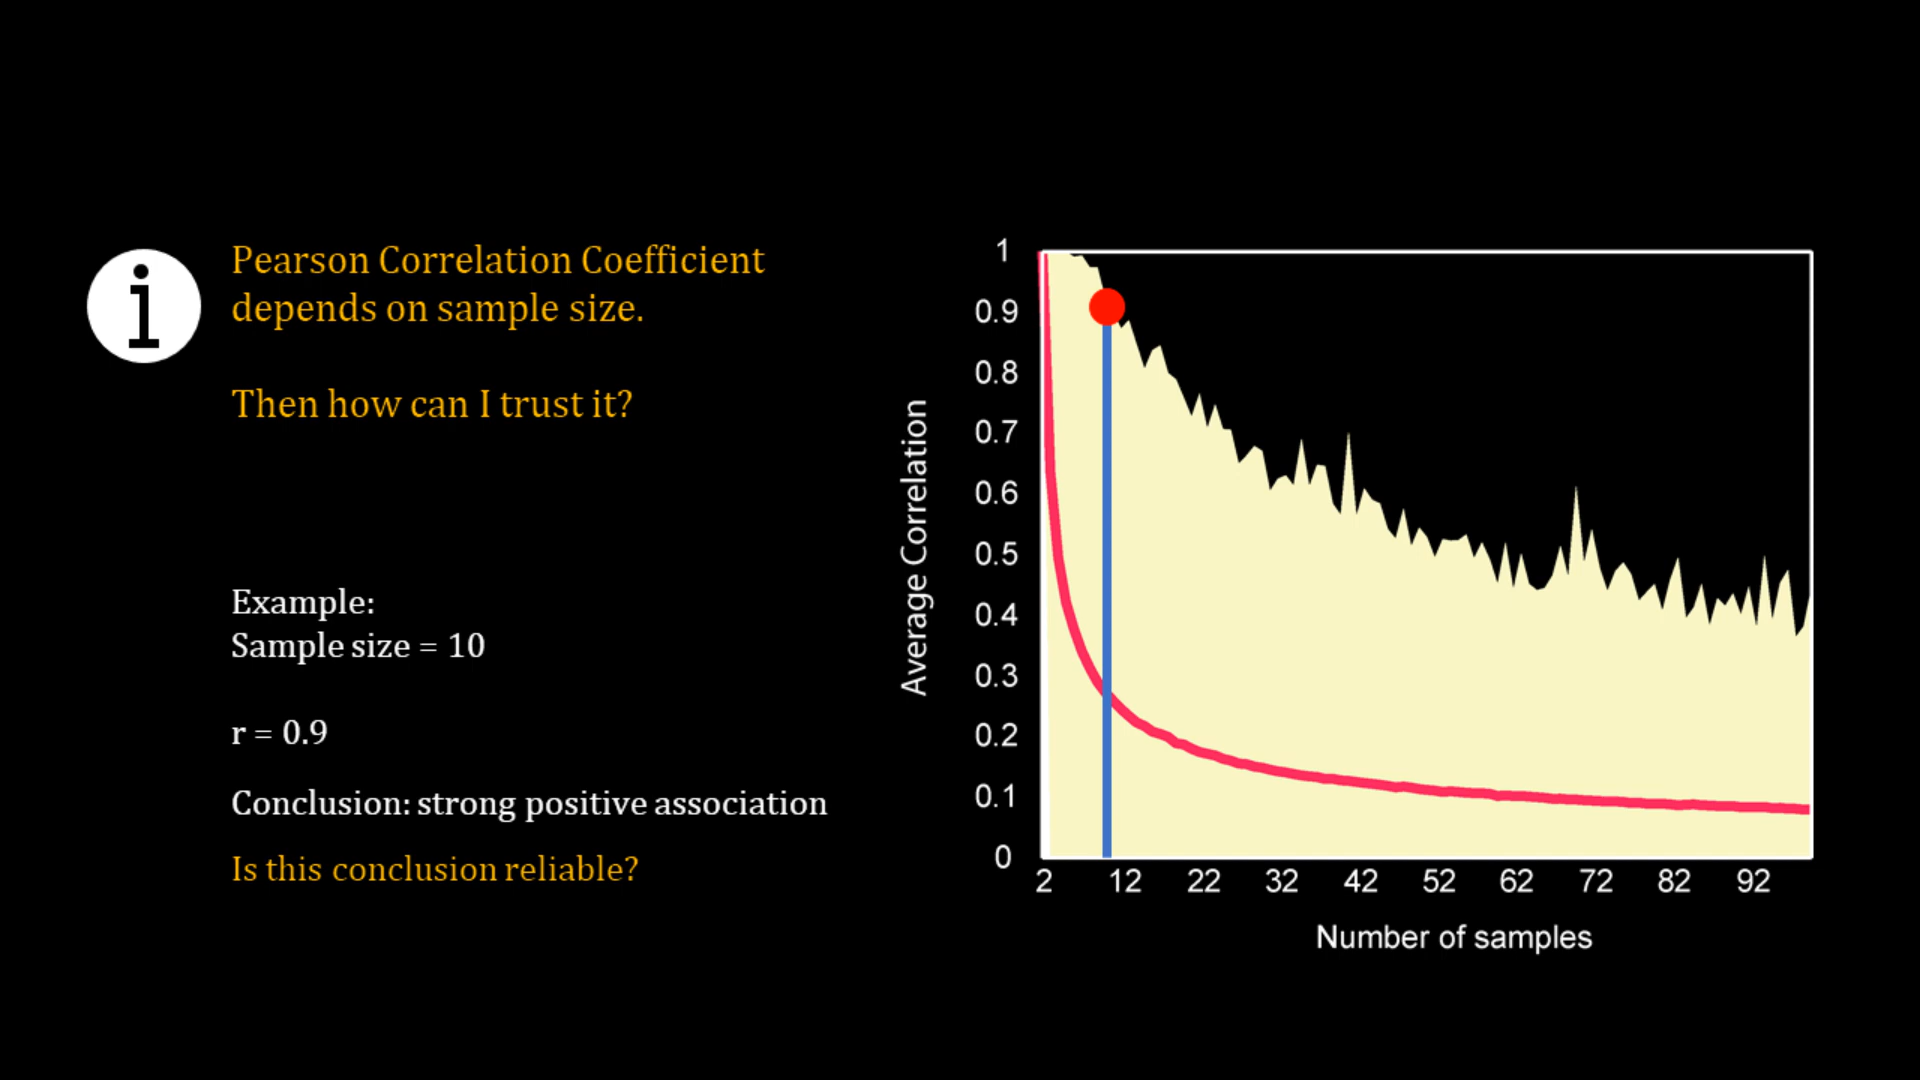 i
Pearson Correlation Coefficient
depends on sample size.
Then how can I trust it?
Example:
Sample size = 10
r = 0.9
Conclusion: strong positive association
Is this conclusion reliable?
Average Correlation
1
0.9
0.8
0.7
0.6
0.5
0.4
0.3
0.2
0.1
0
2 12 22 32 42 52 62 72 82 92
Number of samples